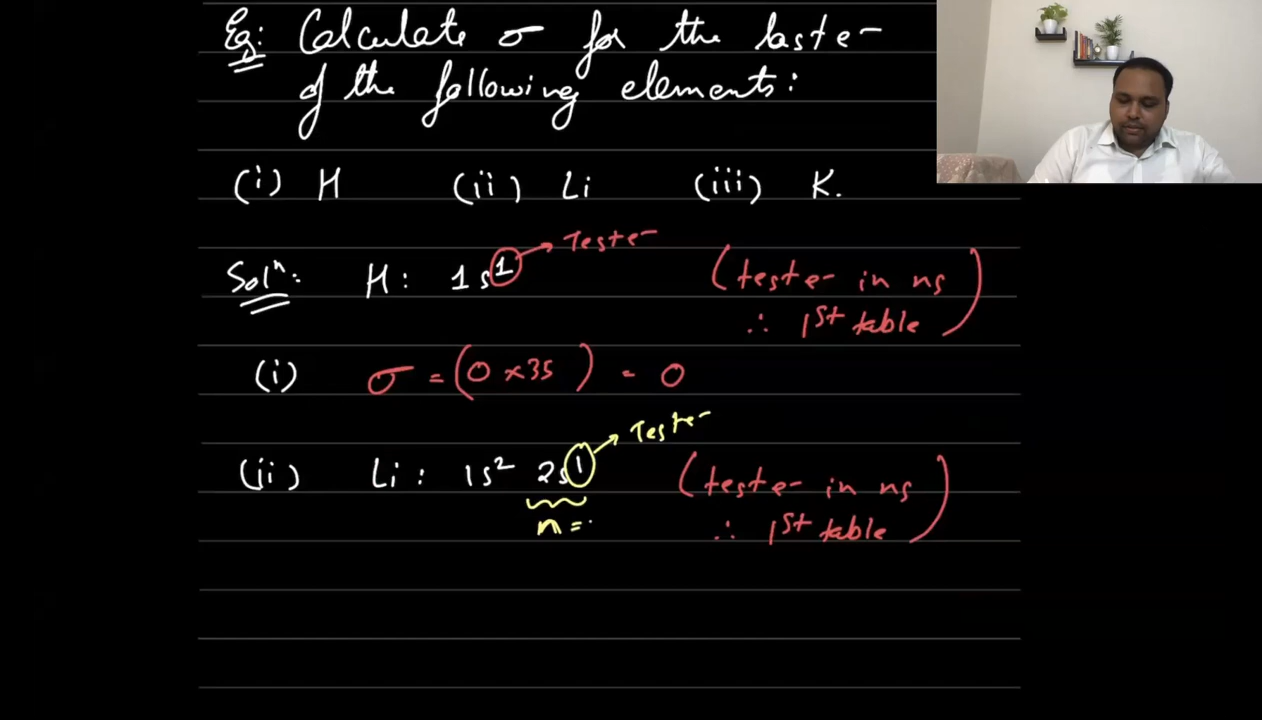 Eg: Calculate σ for the laste-
of the following elements:
(i) H (ii) Li (iii) K.
Solⁿ: H: 1s¹ → Teste- (teste- in ns
∴ 1st table)
(i) σ = (0 × 35) = 0
(ii) Li: 1s² 2s¹ → Teste- (teste- in ns
n = ∴ 1st table)